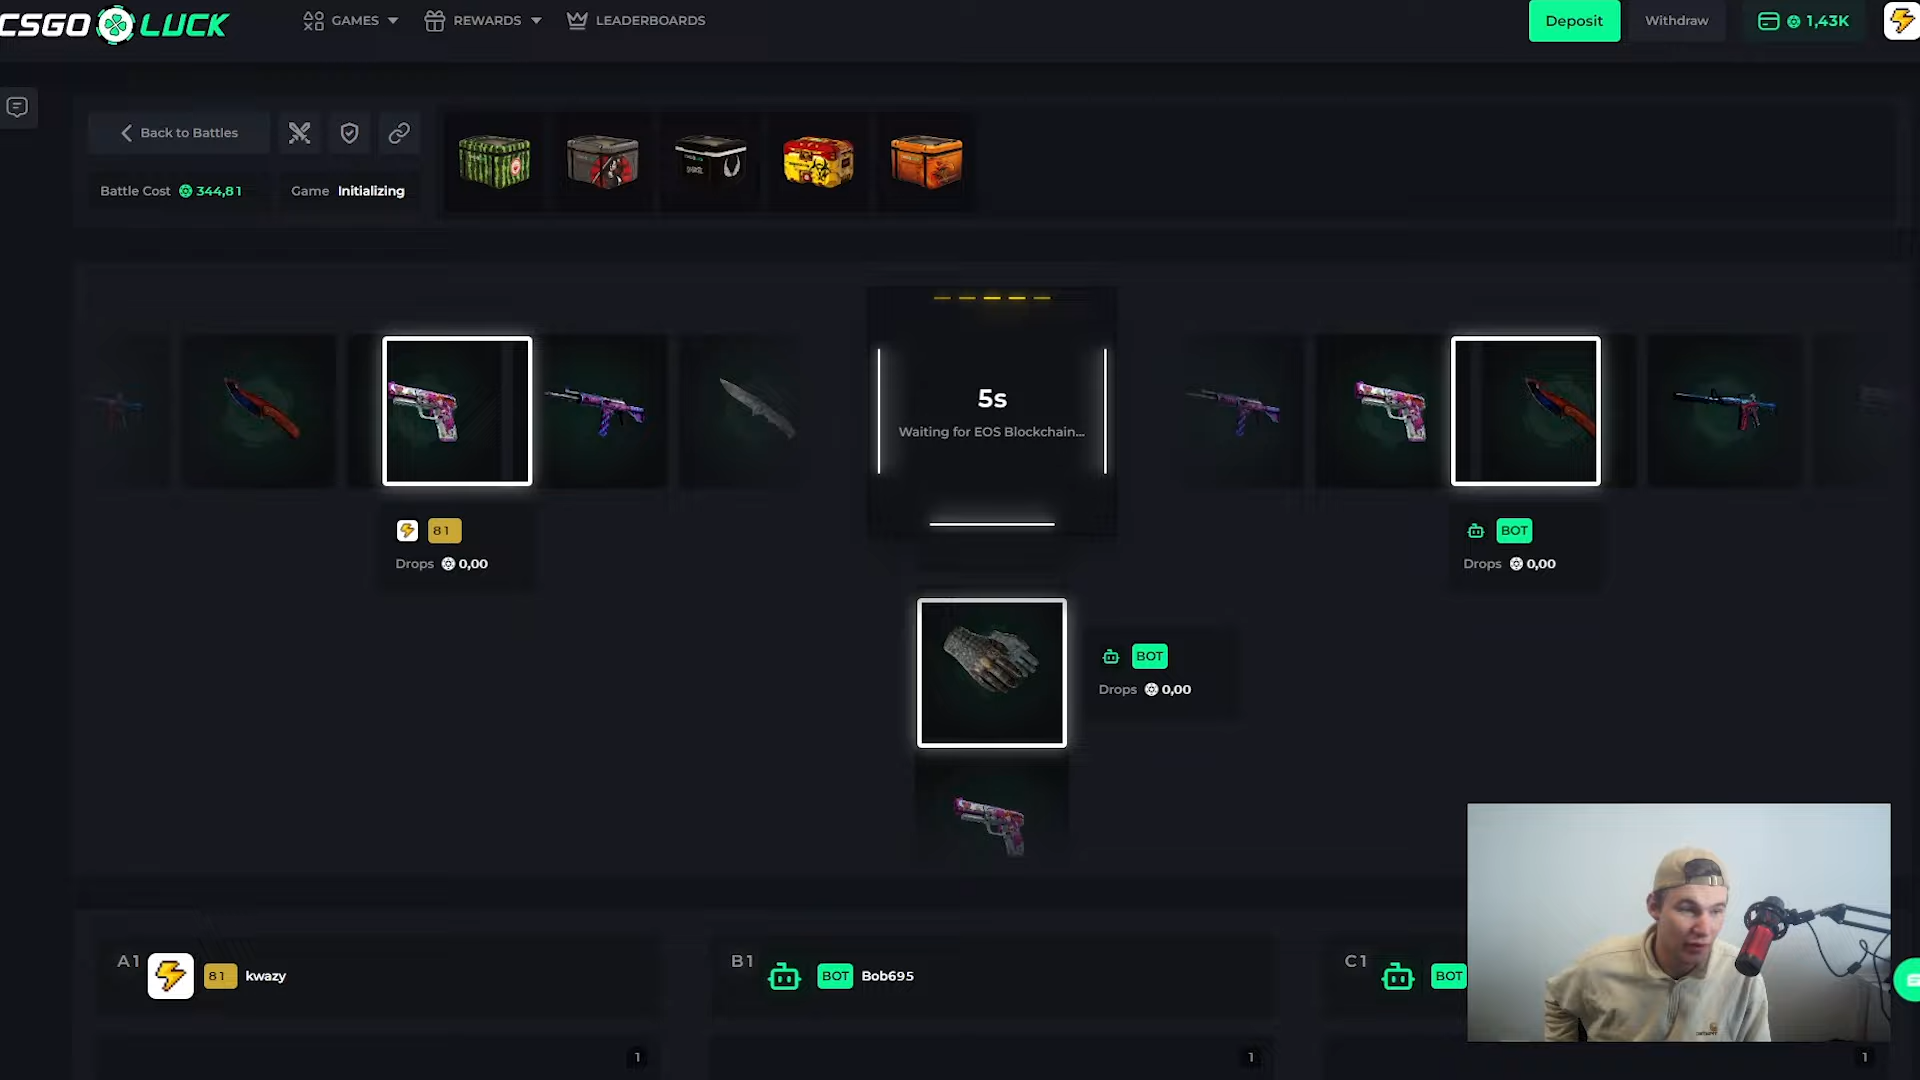 CSGO LUCK
GAMES
REWARDS
LEADERBOARDS
Deposit
Withdraw
1,43K
Back to Battles
Battle Cost 344,81
Game Initializing
5s
Waiting for EOS Blockchain...
81
Drops 0,00
BOT
Drops 0,00
BOT
Drops 0,00
A1 81 kwazy
B1 BOT Bob695
C1 BOT
1
1
1